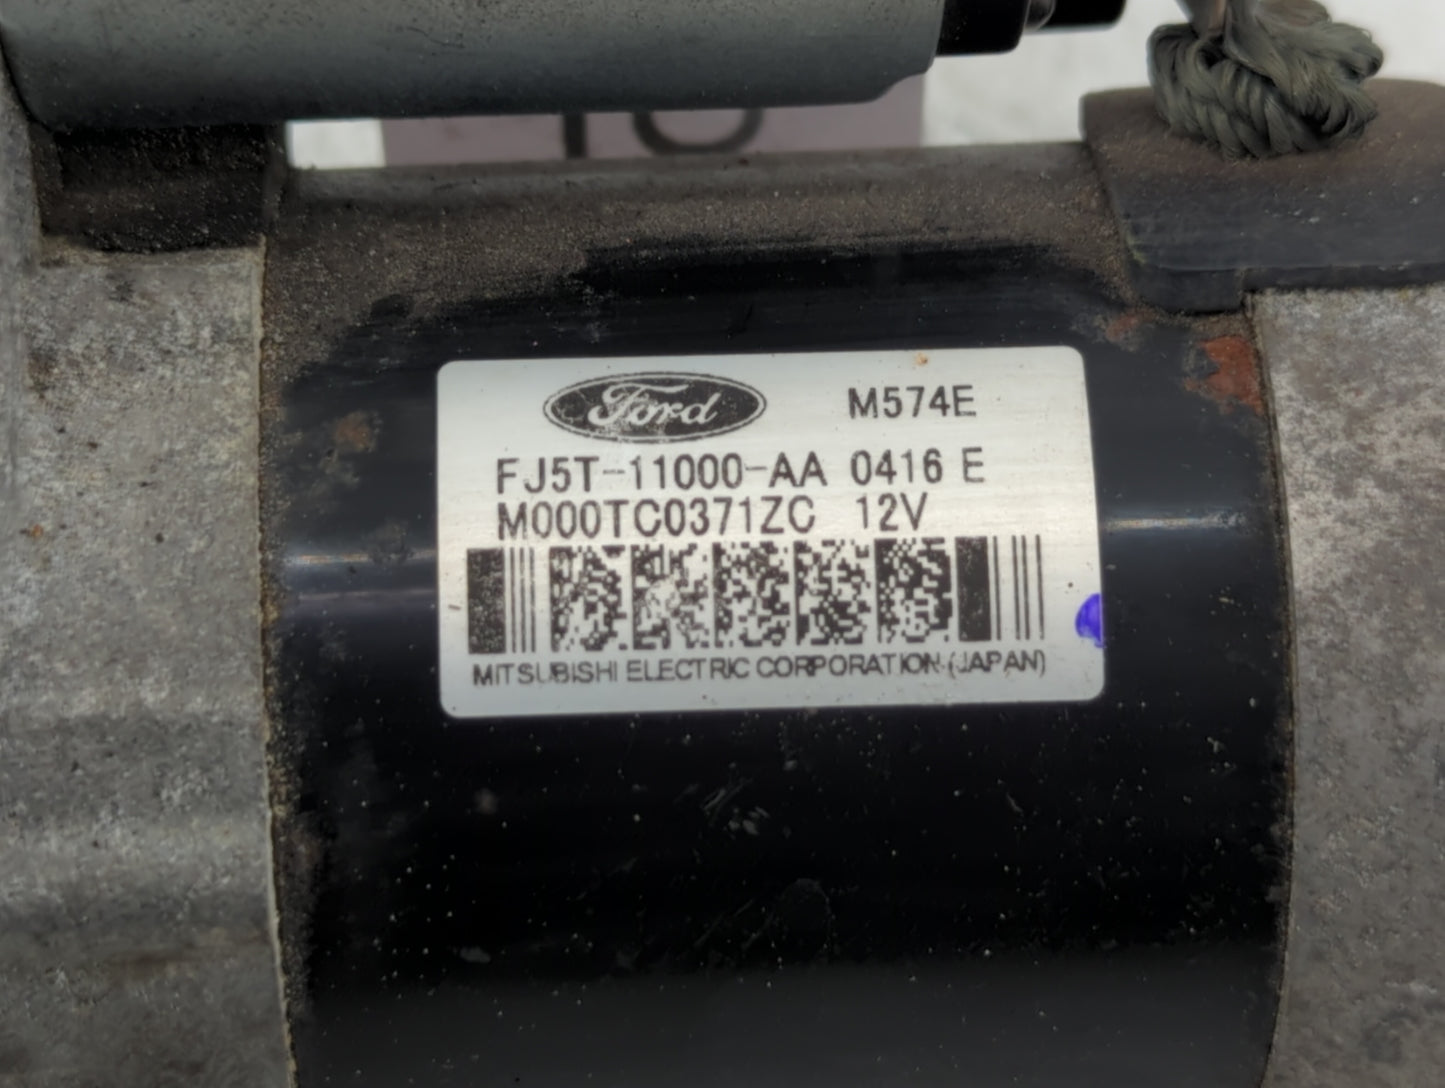 Ford M574E
FJ5T-11000-AA 0416 E
M000TC0371ZC 12V
MITSUBISHI ELECTRIC CORPORATION (JAPAN)